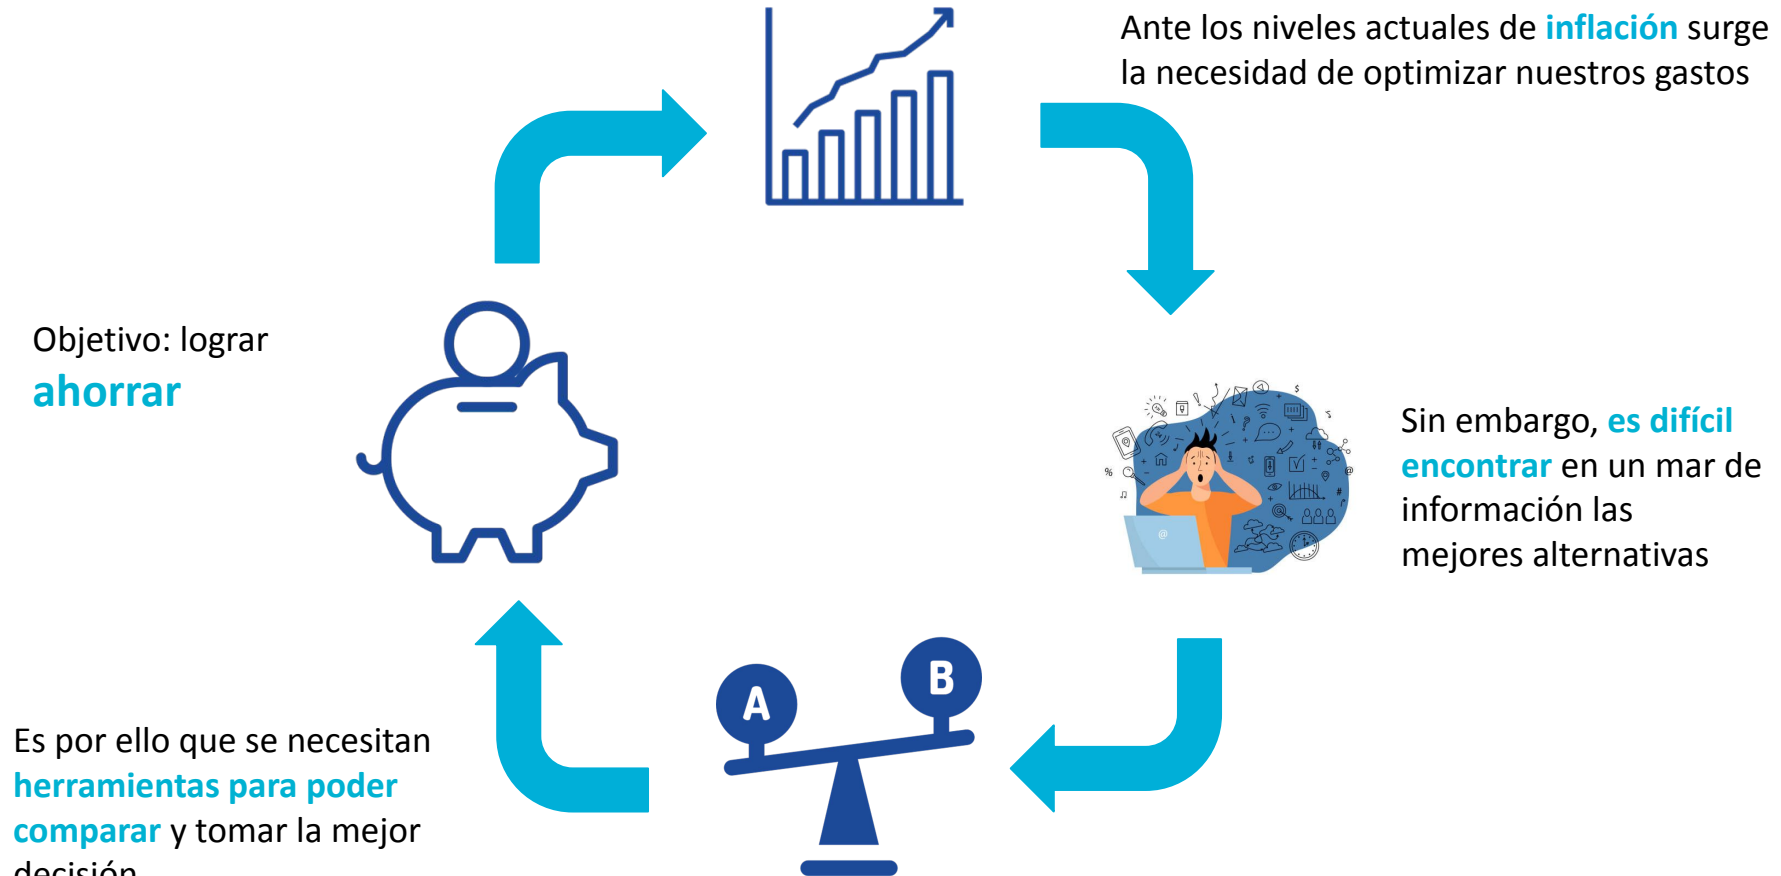 Ante los niveles actuales de inflación surge
la necesidad de optimizar nuestros gastos
Objetivo: lograr
ahorrar
Sin embargo, es difícil
encontrar en un mar de
información las
mejores alternativas
A
B
Es por ello que se necesitan
herramientas para poder
comparar y tomar la mejor
decisión